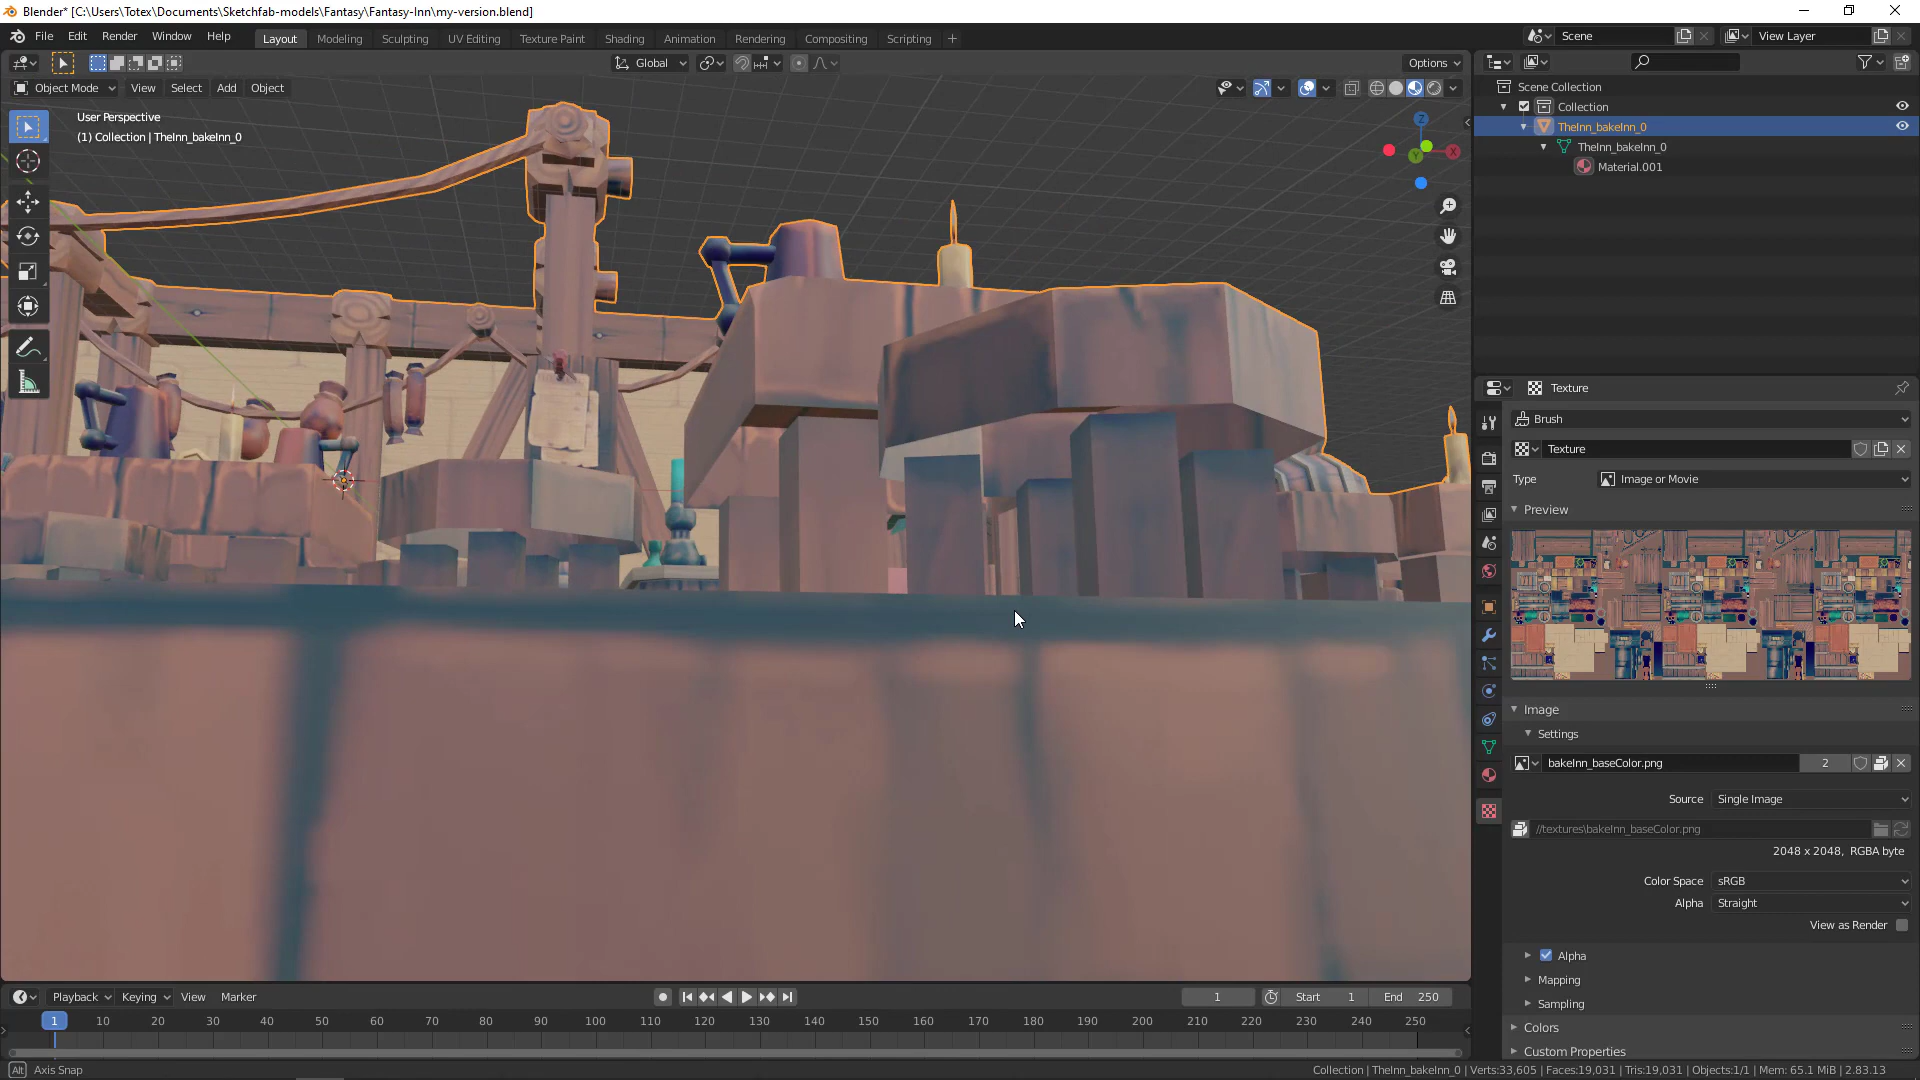 Blender* [C:\Users\Totex\Documents\Sketchfab-models\Fantasy\Fantasy-Inn\my-version.blend]
File Edit Render Window Help
Layout Modeling Sculpting UV Editing Texture Paint Shading Animation Rendering Compositing Scripting +
Scene View Layer
Global Options
Object Mode View Select Add Object
User Perspective
(1) Collection | TheInn_bakeInn_0
Z
X
Y
Scene Collection
Collection
TheInn_bakeInn_0
TheInn_bakeInn_0
Material.001
Texture
Brush
Texture
Type Image or Movie
Preview
Image
Settings
bakeInn_baseColor.png 2
Source Single Image
//textures\bakeInn_baseColor.png
2048 x 2048, RGBA byte
Color Space sRGB
Alpha Straight
View as Render
Alpha
Mapping
Sampling
Colors
Custom Properties
Playback Keying View Marker
1 Start 1 End 250
1 10 20 30 40 50 60 70 80 90 100 110 120 130 140 150 160 170 180 190 200 210 220 230 240 250
Alt Axis Snap
Collection | TheInn_bakeInn_0 | Verts:33,605 | Faces:19,031 | Tris:19,031 | Objects:1/1 | Mem: 65.1 MiB | 2.83.13